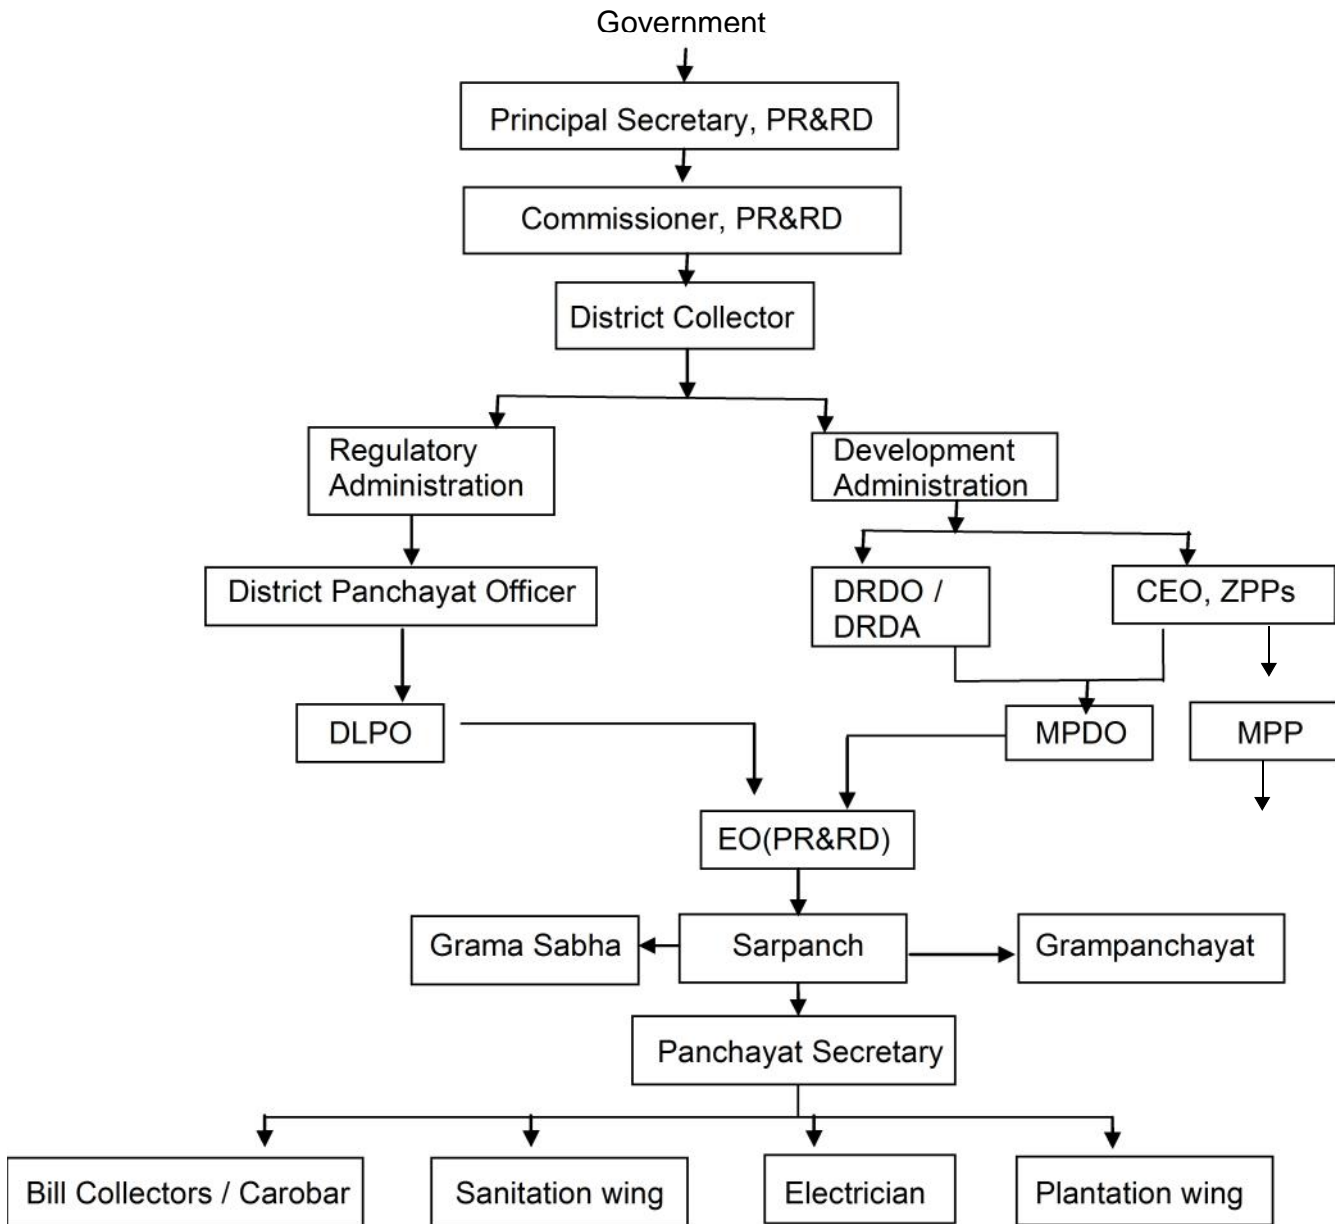 Government
Principal Secretary, PR&RD
Commissioner, PR&RD
District Collector
Regulatory
Administration
Development
Administration
District Panchayat Officer
DRDO /
DRDA
CEO, ZPPs
DLPO
MPDO
MPP
EO(PR&RD)
Grama Sabha
Sarpanch
Grampanchayat
Panchayat Secretary
Bill Collectors / Carobar
Sanitation wing
Electrician
Plantation wing